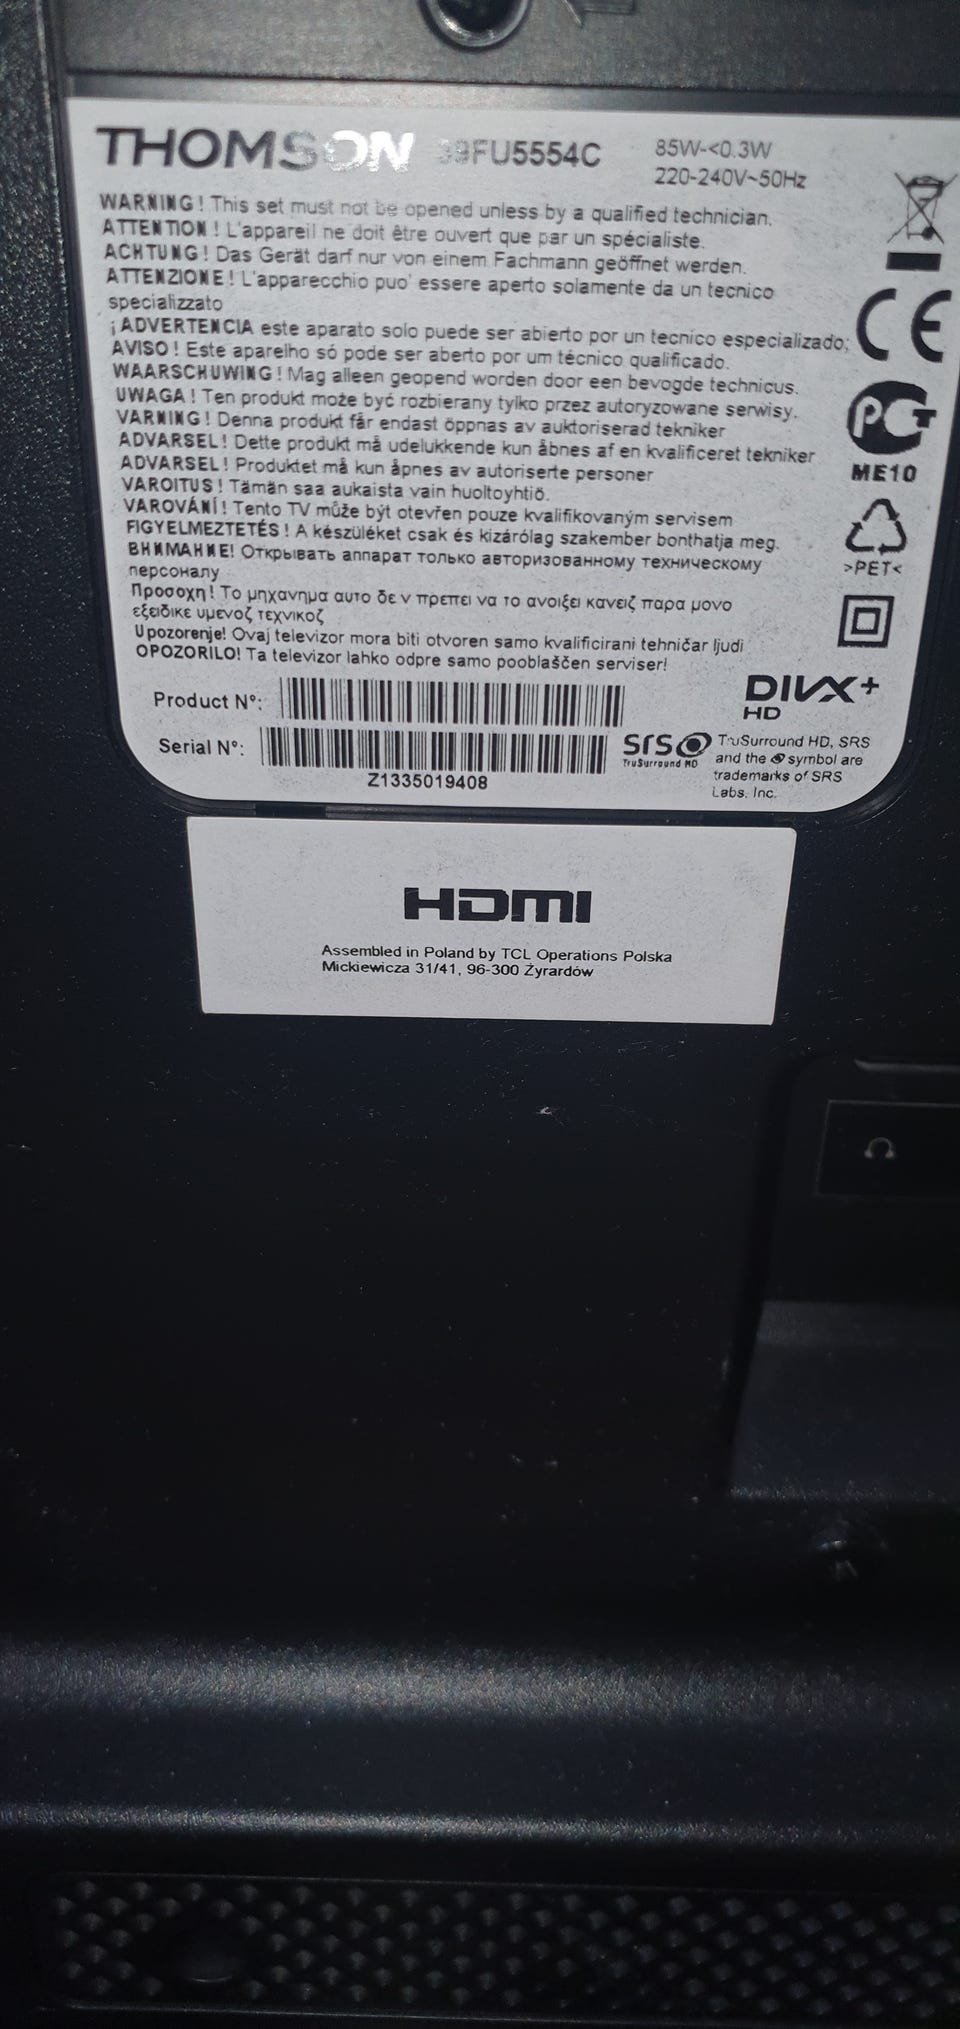 THOMSON 39FU5554C 85W-<0.3W
220-240V~50Hz
WARNING ! This set must not be opened unless by a qualified technician.
ATTENTION ! L'appareil ne doit être ouvert que par un spécialiste.
ACHTUNG ! Das Gerät darf nur von einem Fachmann geöffnet werden.
ATTENZIONE ! L'apparecchio puo' essere aperto solamente da un tecnico
specializzato
¡ADVERTENCIA este aparato solo puede ser abierto por un tecnico especializado;
AVISO ! Este aparelho só pode ser aberto por um técnico qualificado.
WAARSCHUWING ! Mag alleen geopend worden door een bevogde technicus.
UWAGA ! Ten produkt może być rozbierany tylko przez autoryzowane serwisy.
VARNING ! Denna produkt får endast öppnas av auktoriserad tekniker
ADVARSEL ! Dette produkt må udelukkende kun åbnes af en kvalificeret tekniker
ADVARSEL ! Produktet må kun åpnes av autoriserte personer
VAROITUS ! Tämän saa aukaista vain huoltoyhtiö.
VAROVÁNÍ ! Tento TV může být otevřen pouze kvalifikovaným servisem
FIGYELMEZTETÉS ! A készüléket csak és kizárólag szakember bonthatja meg.
ВНИМАНИЕ! Открывать аппарат только авторизованному техническому
персоналу
Προσοχη ! Το μηχανημα αυτο δε ν πρεπει να το ανοιξει κανειζ παρα μονο
εξειδικε υμενοζ τεχνικοζ
Upozorenje! Ovaj televizor mora biti otvoren samo kvalificirani tehničar ljudi
OPOZORILO! Ta televizor lahko odpre samo pooblaščen serviser!
Product N°:
Serial N°:
Z1335019408
CE
PCT
ME10
>PET<
DIVX+
HD
SRS
TruSurround HD
TruSurround HD, SRS
and the symbol are
trademarks of SRS
Labs, Inc.
HDMI
Assembled in Poland by TCL Operations Polska
Mickiewicza 31/41, 96-300 Żyrardów